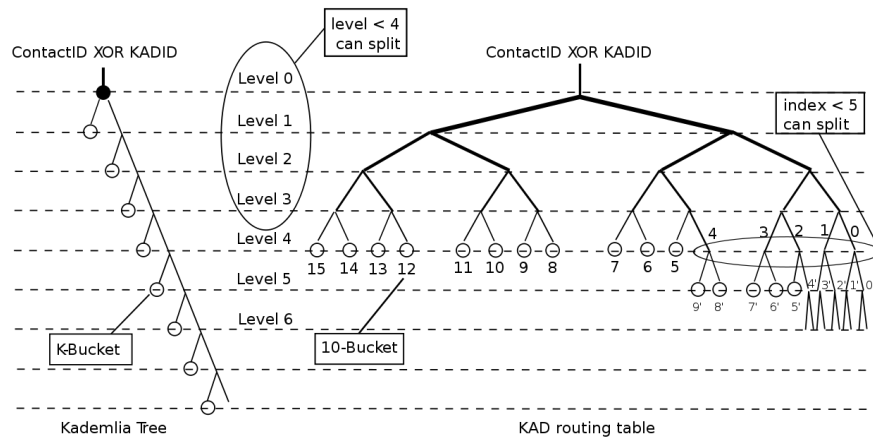 level < 4
can split
ContactID XOR KADID
ContactID XOR KADID
Level 0
index < 5
can split
Level 1
Level 2
Level 3
Level 4
4 3 2 1 0
15 14 13 12 11 10 9 8 7 6 5
Level 5
4' 3' 2' 1' 0
9' 8' 7' 6' 5'
Level 6
K-Bucket
10-Bucket
Kademlia Tree
KAD routing table